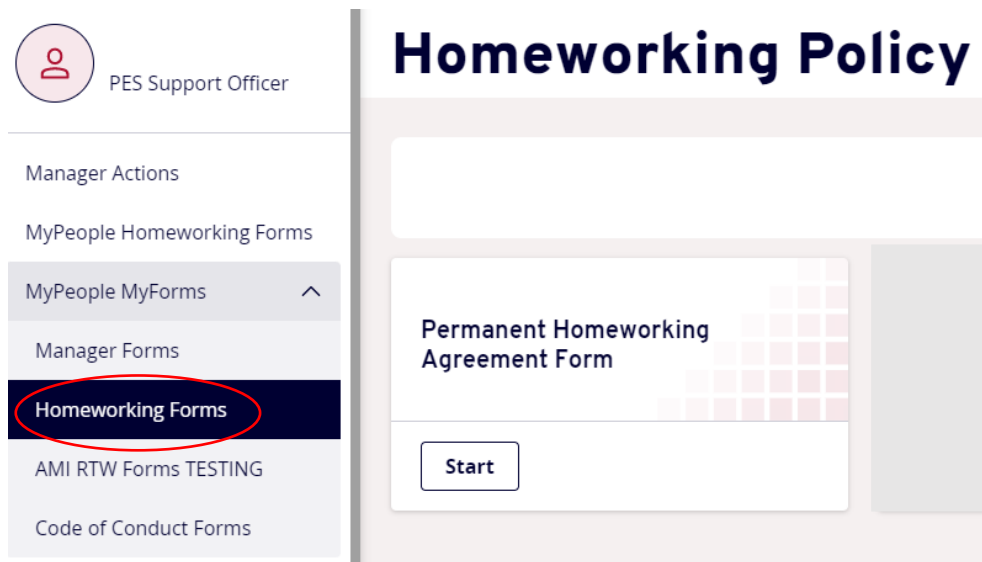 PES Support Officer
Manager Actions
MyPeople Homeworking Forms
MyPeople MyForms
Manager Forms
Homeworking Forms
AMI RTW Forms TESTING
Code of Conduct Forms
Homeworking Policy
Permanent Homeworking
Agreement Form
Start